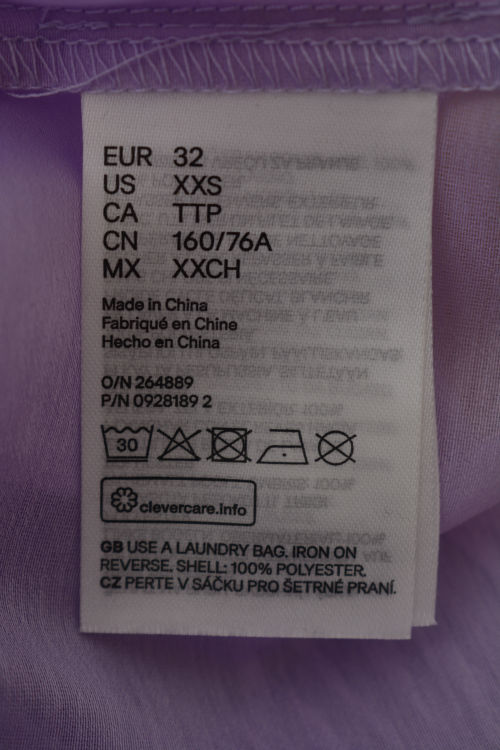 EUR 32
US XXS
CA TTP
CN 160/76A
MX XXCH
Made in China
Fabriqué en Chine
Hecho en China
O/N 264889
P/N 0928189 2
30
clevercare.info
GB USE A LAUNDRY BAG. IRON ON
REVERSE. SHELL: 100% POLYESTER.
CZ PERTE V SÁČKU PRO ŠETRNÉ PRANÍ.